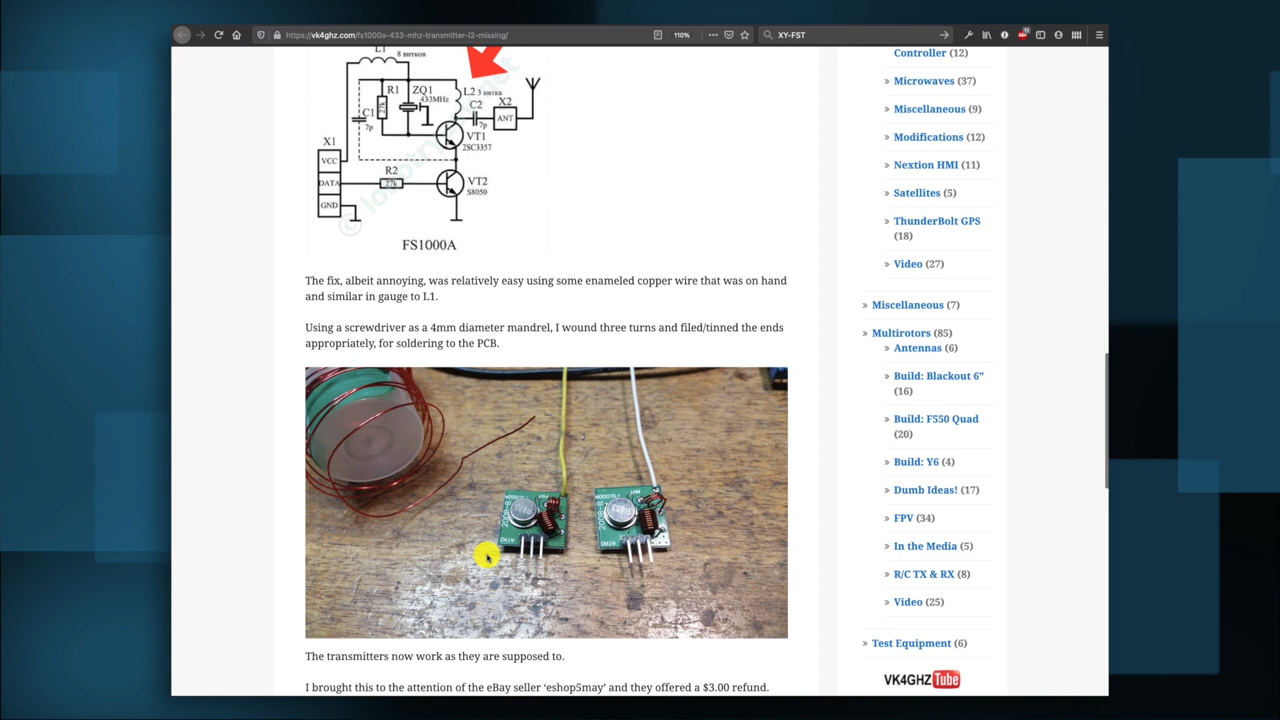 https://vk4ghz.com/fs1000a-433-mhz-transmitter-l2-missing/
110%
XY-FST
L1
8 витков
R1
ZQ1
433MHz
L2 3 витка
C2
X2
C1
27k
7p
ANT
7p
VT1
2SC3357
X1
VCC
DATA
GND
R2
27k
VT2
S8050
FS1000A
The fix, albeit annoying, was relatively easy using some enameled copper wire that was on hand
and similar in gauge to L1.
Using a screwdriver as a 4mm diameter mandrel, I wound three turns and filed/tinned the ends
appropriately, for soldering to the PCB.
The transmitters now work as they are supposed to.
I brought this to the attention of the eBay seller ‘eshop5may’ and they offered a $3.00 refund.
Controller (12)
» Microwaves (37)
» Miscellaneous (9)
» Modifications (12)
» Nextion HMI (11)
» Satellites (5)
» ThunderBolt GPS
(18)
» Video (27)
» Miscellaneous (7)
» Multirotors (85)
» Antennas (6)
» Build: Blackout 6"
(16)
» Build: F550 Quad
(20)
» Build: Y6 (4)
» Dumb Ideas! (17)
» FPV (34)
» In the Media (5)
» R/C TX & RX (8)
» Video (25)
» Test Equipment (6)
VK4GHZ Tube